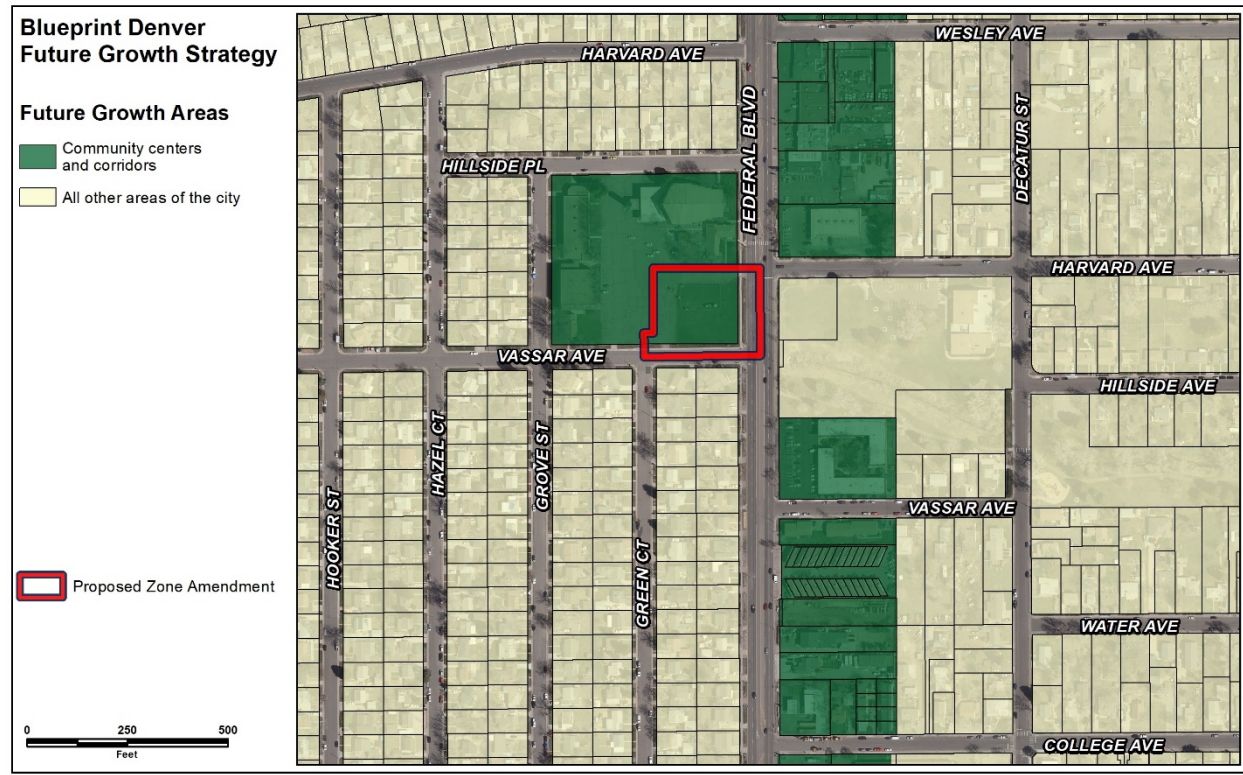 Blueprint Denver
Future Growth Strategy
Future Growth Areas
Community centers
and corridors
All other areas of the city
Proposed Zone Amendment
0 250 500
Feet
WESLEY AVE
HARVARD AVE
FEDERAL BLVD
DECATUR ST
HILLSIDE PL
HARVARD AVE
VASSAR AVE
HILLSIDE AVE
HOOKER ST
HAZEL CT
GROVE ST
GREEN CT
VASSAR AVE
WATER AVE
COLLEGE AVE